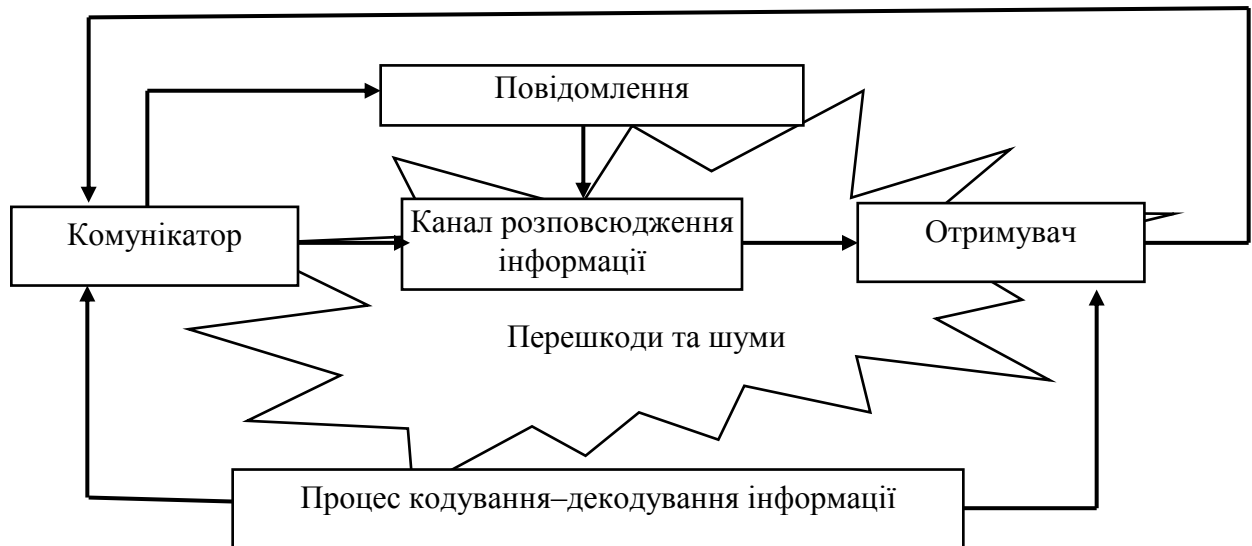 Повідомлення
Комунікатор
Канал розповсюдження
інформації
Отримувач
Перешкоди та шуми
Процес кодування–декодування інформації